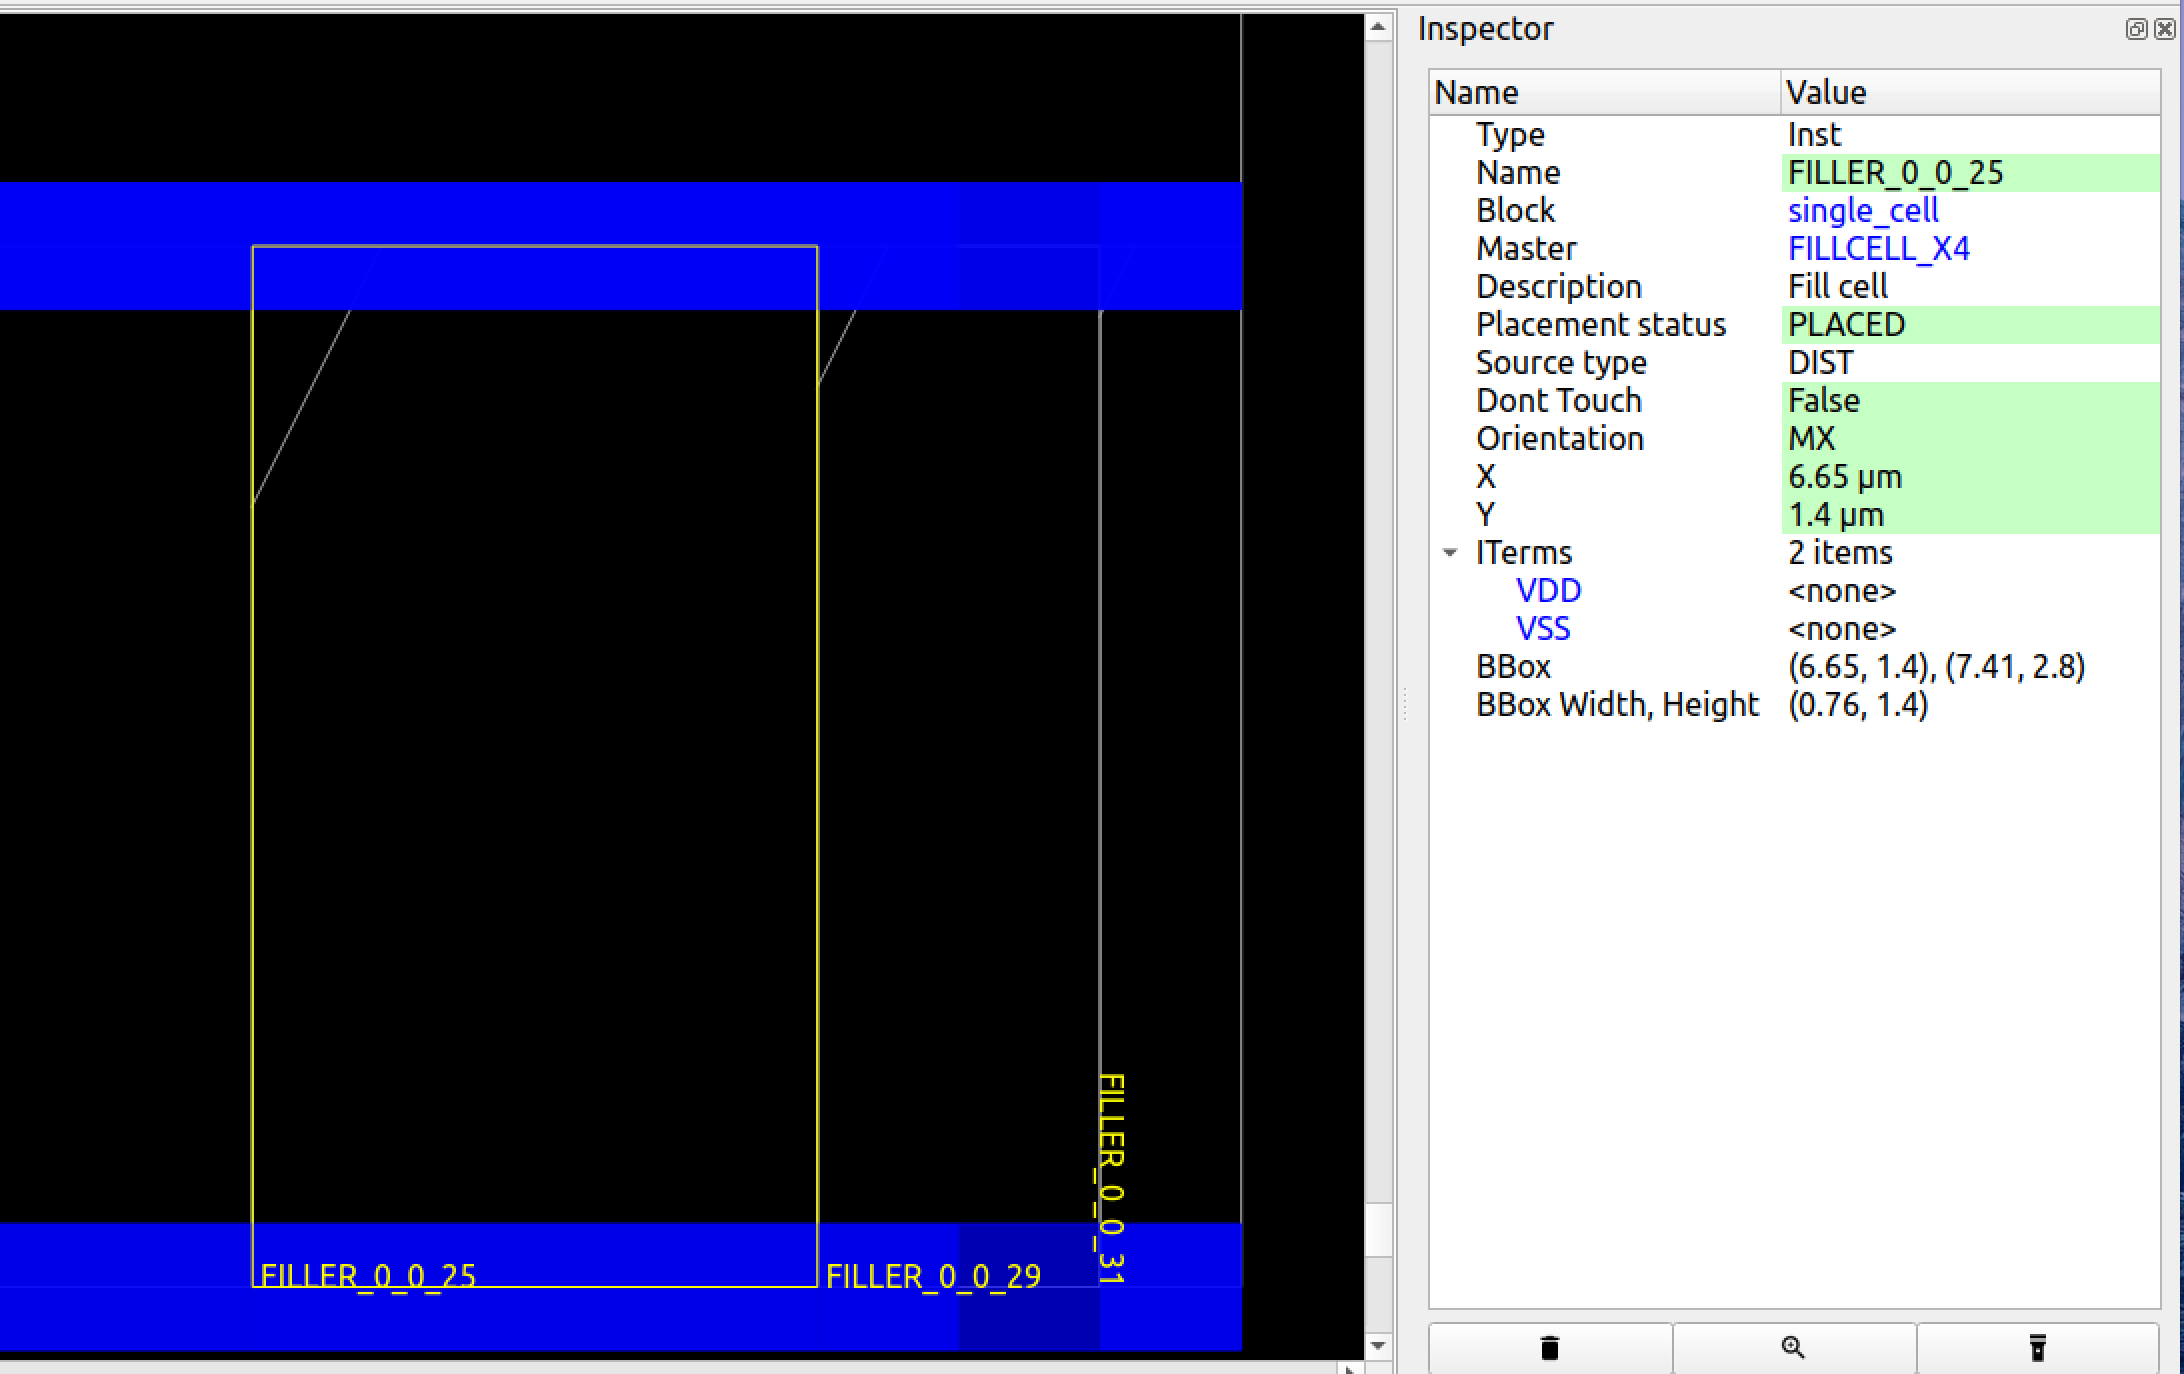 Inspector
Name Value
Type Inst
Name FILLER_0_0_25
Block single_cell
Master FILLCELL_X4
Description Fill cell
Placement status PLACED
Source type DIST
Dont Touch False
Orientation MX
X 6.65 μm
Y 1.4 μm
ITerms 2 items
VDD <none>
VSS <none>
BBox (6.65, 1.4), (7.41, 2.8)
BBox Width, Height (0.76, 1.4)
FILLER_0_0_25
FILLER_0_0_29
FILLER_0_0_31